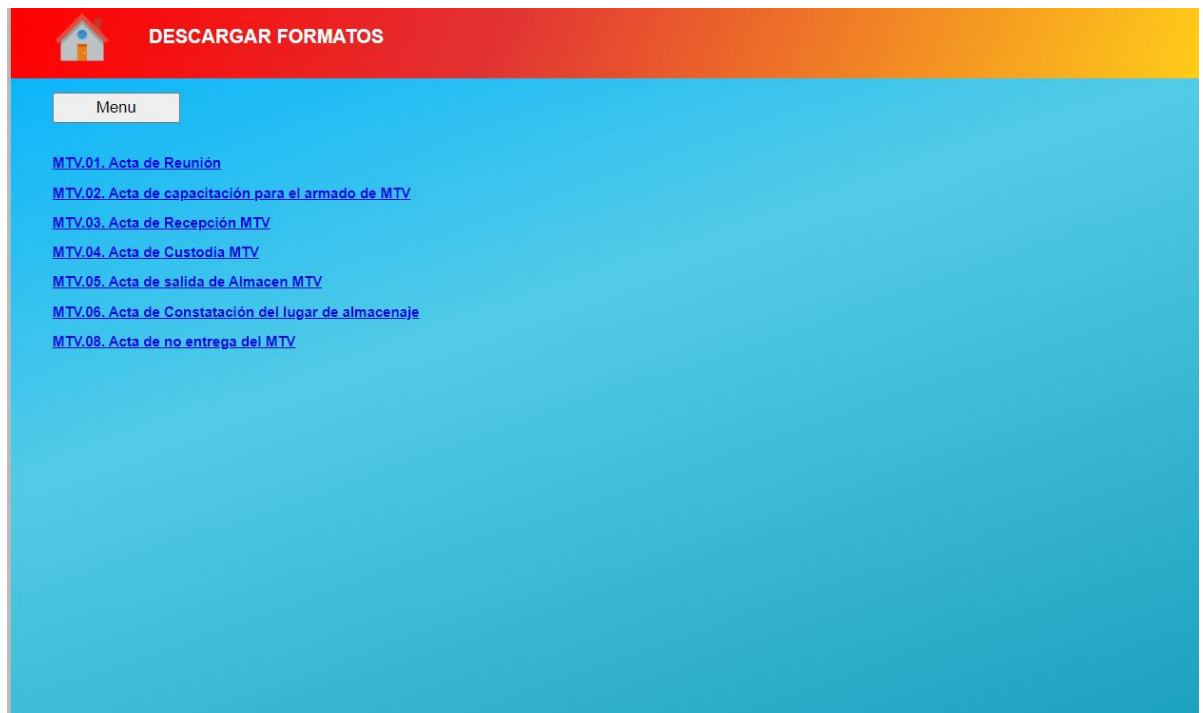 DESCARGAR FORMATOS
Menu
MTV.01. Acta de Reunión
MTV.02. Acta de capacitación para el armado de MTV
MTV.03. Acta de Recepción MTV
MTV.04. Acta de Custodia MTV
MTV.05. Acta de salida de Almacen MTV
MTV.06. Acta de Constatación del lugar de almacenaje
MTV.08. Acta de no entrega del MTV